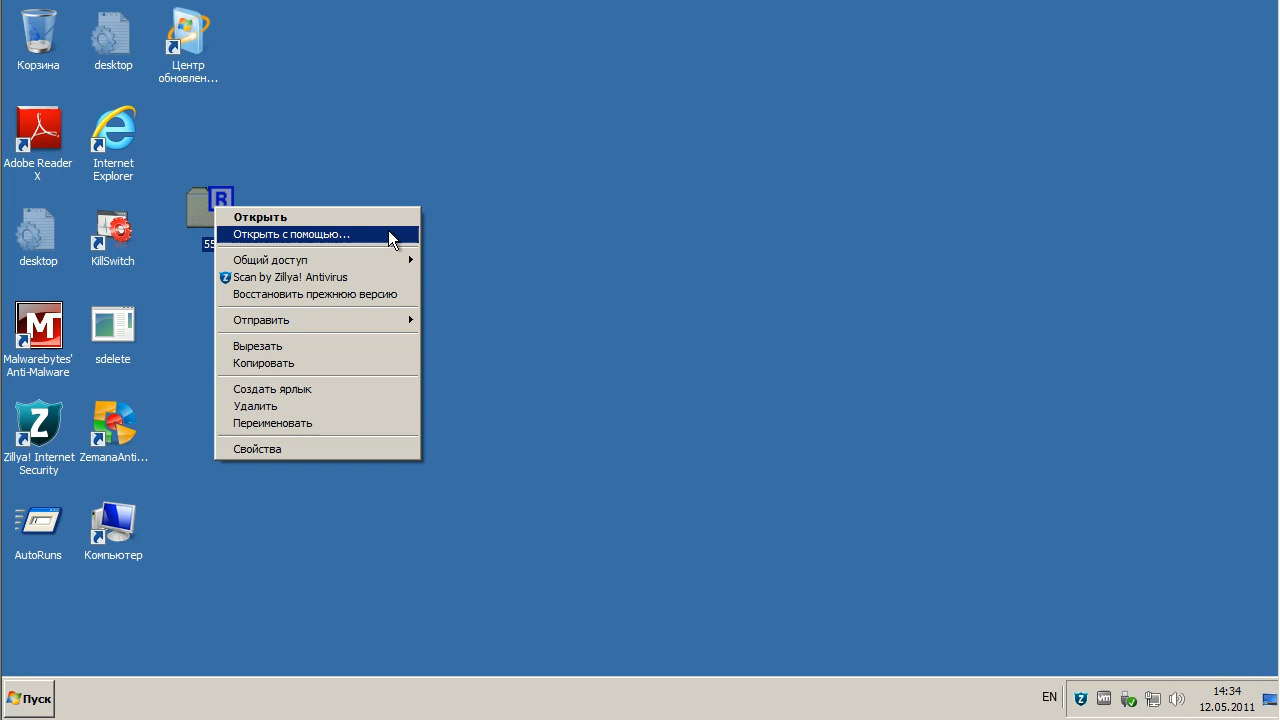 Корзина
desktop
Центр
обновлен...
Adobe Reader
X
Internet
Explorer
R
55
desktop
KillSwitch
Malwarebytes'
Anti-Malware
sdelete
Zillya! Internet
Security
ZemanaAnti...
AutoRuns
Компьютер
Открыть
Открыть с помощью...
Общий доступ
Scan by Zillya! Antivirus
Восстановить прежнюю версию
Отправить
Вырезать
Копировать
Создать ярлык
Удалить
Переименовать
Свойства
Пуск
EN
14:34
12.05.2011